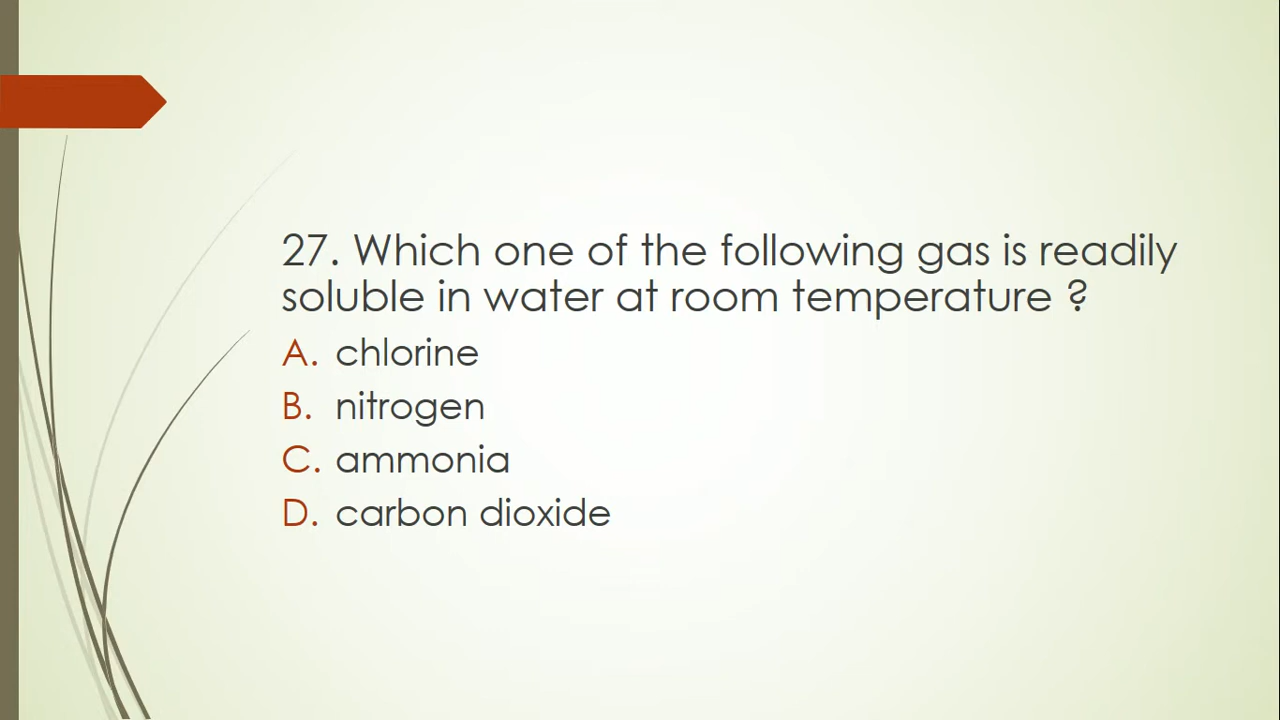 27. Which one of the following gas is readily
soluble in water at room temperature ?
A. chlorine
B. nitrogen
C. ammonia
D. carbon dioxide